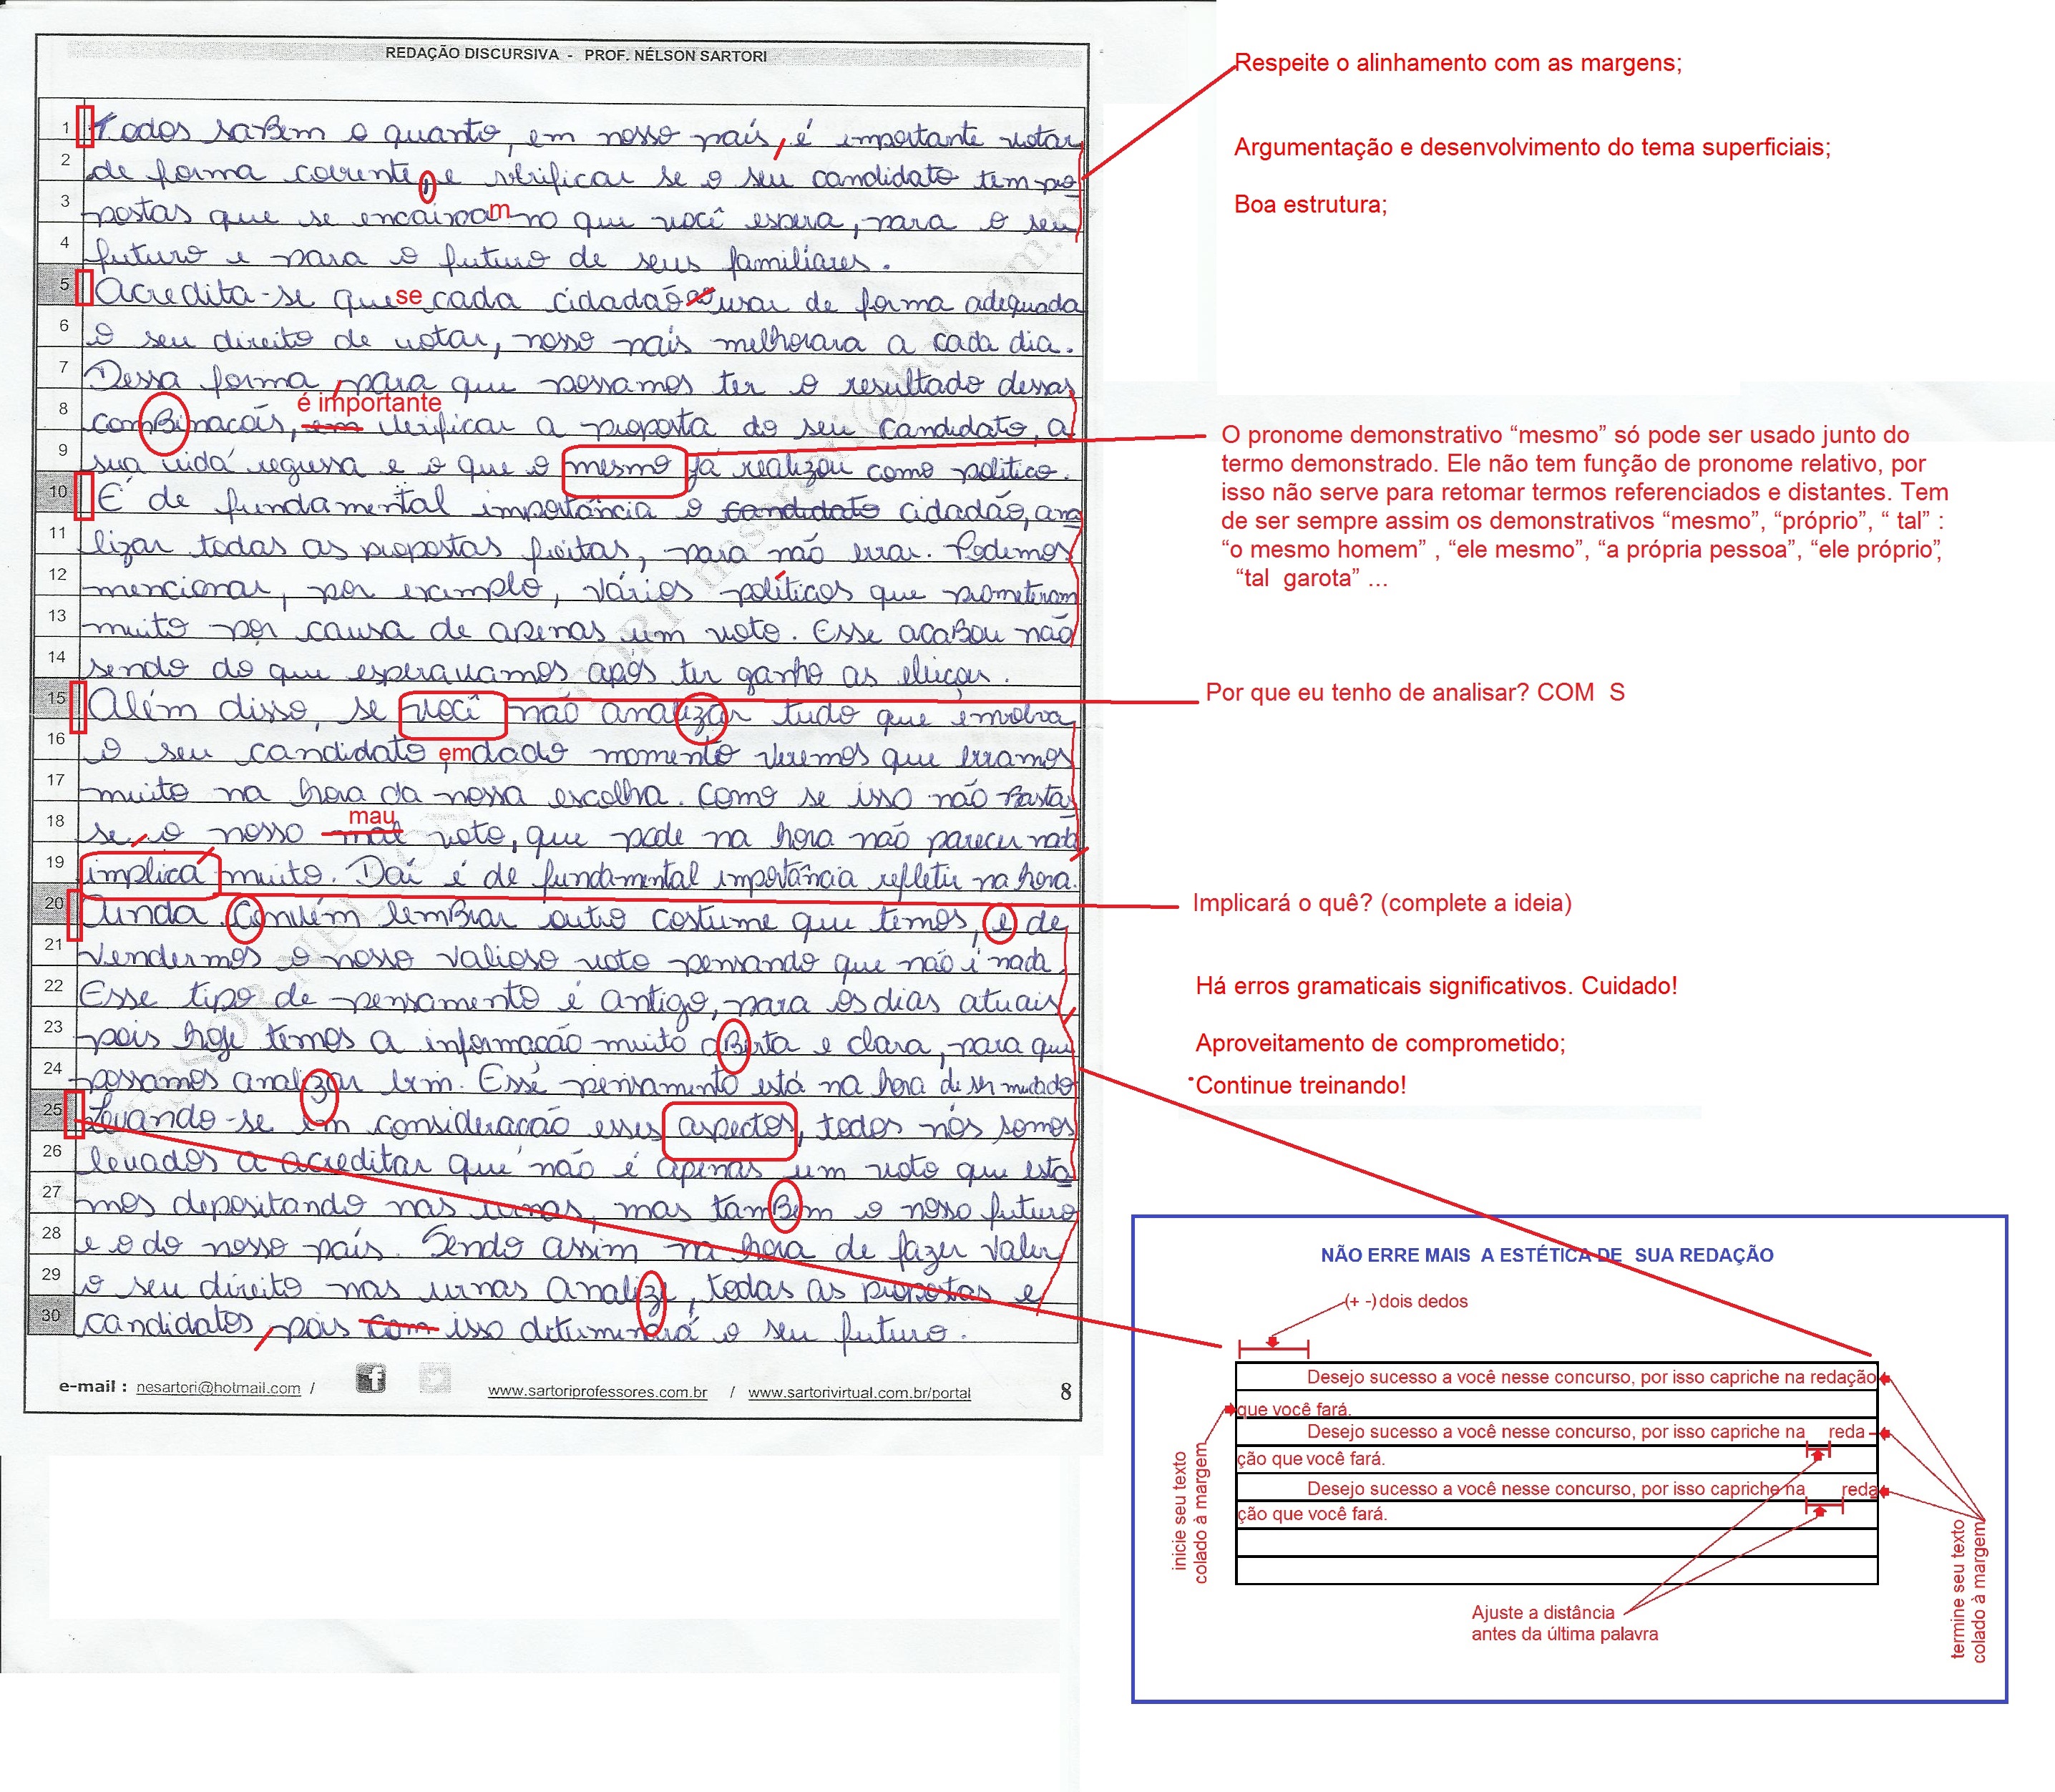 REDAÇÃO DISCURSIVA - PROF. NÉLSON SARTORI
1 Todos saBem o quanto, em nosso país, é importante votar
2 de forma coerente, e verificar se o seu candidato tem pro
3 postas que se encaixam no que você espera, para o seu
4 futuro e para o futuro de seus familiares.
5 Acredita-se que se cada cidadão usar de forma adequada
6 o seu direito de votar, nosso país melhorara a cada dia.
7 Dessa forma, para que possamos ter o resultado dessas
é importante
8 comBinacoẽs, em verificar a proposta do seu candidato, a
9 sua vida regressa e o que o mesmo já realizou como político.
10 É de fundamental importância o candidato cidadão, ana
11 lizar todas as propostas feitas, para não errar. Podemos
12 mencionar, por exemplo, vários políticos que prometeram
13 muito por causa de apenas um voto. Esse acaBou não
14 sendo do que esperavamos após ter ganho as eleiçoẽs.
15 Além disso, se você não analizar tudo que envolva
16 o seu candidato, em dado momento veremos que erramos
17 muito na hora da nossa escolha. Como se isso não Basta
mau
18 se, o nosso mal voto, que pode na hora não parecer nada
19 implicá muito. Daí é de fundamental importância refletir na hora.
20 Ainda. Convém lemBrar outro costume que temos, e de
21 vendermos o nosso valioso voto pensando que não é nada.
22 Esse tipo de pensamento é antigo, para os dias atuais,
23 pois hoje temos a informação muito aBerta e clara, para que
24 possamos analizar bem. Esse pensamento está na hora de ser mudado
25 Levando-se em consideracão esses aspectos, todos nós somos
26 levados a acreditar que não é apenas um voto que esta
27 mos depositando nas urnas, mas tamBém o nosso futuro
28 e o do nosso país. Sendo assim na hora de fazer valer
29 o seu direito nas urnas analize, todas as propostas e
30 candidatos, pois com isso determinará o seu futuro.
e-mail : nesartori@hotmail.com / www.sartoriprofessores.com.br / www.sartorivirtual.com.br/portal 8
Respeite o alinhamento com as margens;
Argumentação e desenvolvimento do tema superficiais;
Boa estrutura;
O pronome demonstrativo “mesmo” só pode ser usado junto do
termo demonstrado. Ele não tem função de pronome relativo, por
isso não serve para retomar termos referenciados e distantes. Tem
de ser sempre assim os demonstrativos “mesmo”, “próprio”, “ tal” :
“o mesmo homem” , “ele mesmo”, “a própria pessoa”, “ele próprio”,
“tal garota” ...
Por que eu tenho de analisar? COM S
Implicará o quê? (complete a ideia)
Há erros gramaticais significativos. Cuidado!
Aproveitamento de comprometido;
Continue treinando!
NÃO ERRE MAIS A ESTÉTICA DE SUA REDAÇÃO
(+ -) dois dedos
Desejo sucesso a você nesse concurso, por isso capriche na redação
que você fará.
Desejo sucesso a você nesse concurso, por isso capriche na reda -
ção que você fará.
Desejo sucesso a você nesse concurso, por isso capriche na reda
ção que você fará.
inicie seu texto
colado à margem
termine seu texto
colado à margem
Ajuste a distância
antes da última palavra